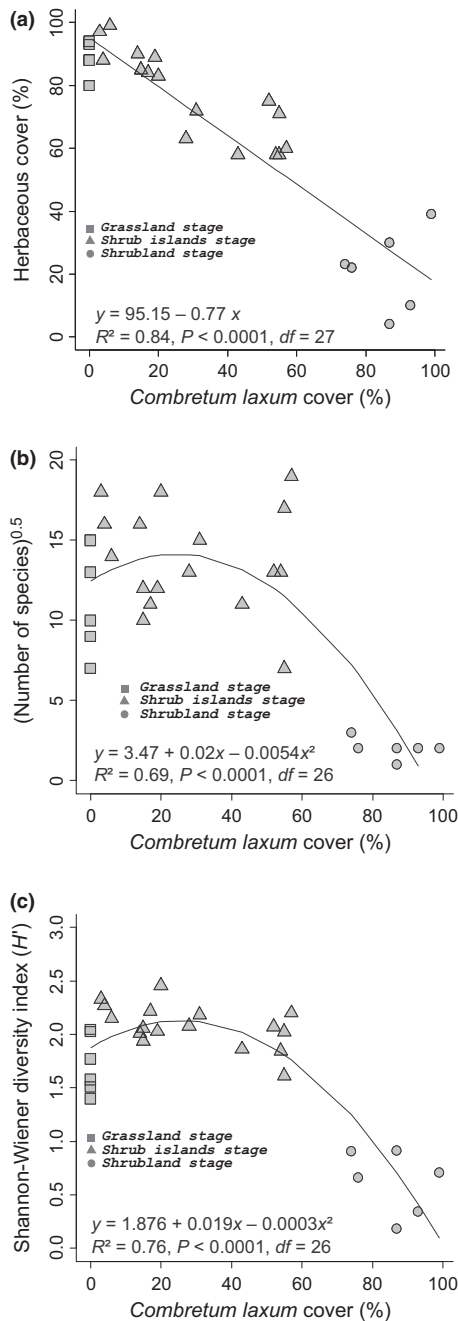 (a)
Herbaceous cover (%)
100
80
60
40
20
0
Grassland stage
Shrub islands stage
Shrubland stage
y = 95.15 – 0.77 x
R² = 0.84, P < 0.0001, df = 27
0 20 40 60 80 100
Combretum laxum cover (%)
(b)
(Number of species)^0.5
20
15
10
5
0
Grassland stage
Shrub islands stage
Shrubland stage
y = 3.47 + 0.02x – 0.0054x²
R² = 0.69, P < 0.0001, df = 26
0 20 40 60 80 100
Combretum laxum cover (%)
(c)
Shannon-Wiener diversity index (H')
3.0
2.5
2.0
1.5
1.0
0.5
0.0
Grassland stage
Shrub islands stage
Shrubland stage
y = 1.876 + 0.019x – 0.0003x²
R² = 0.76, P < 0.0001, df = 26
0 20 40 60 80 100
Combretum laxum cover (%)